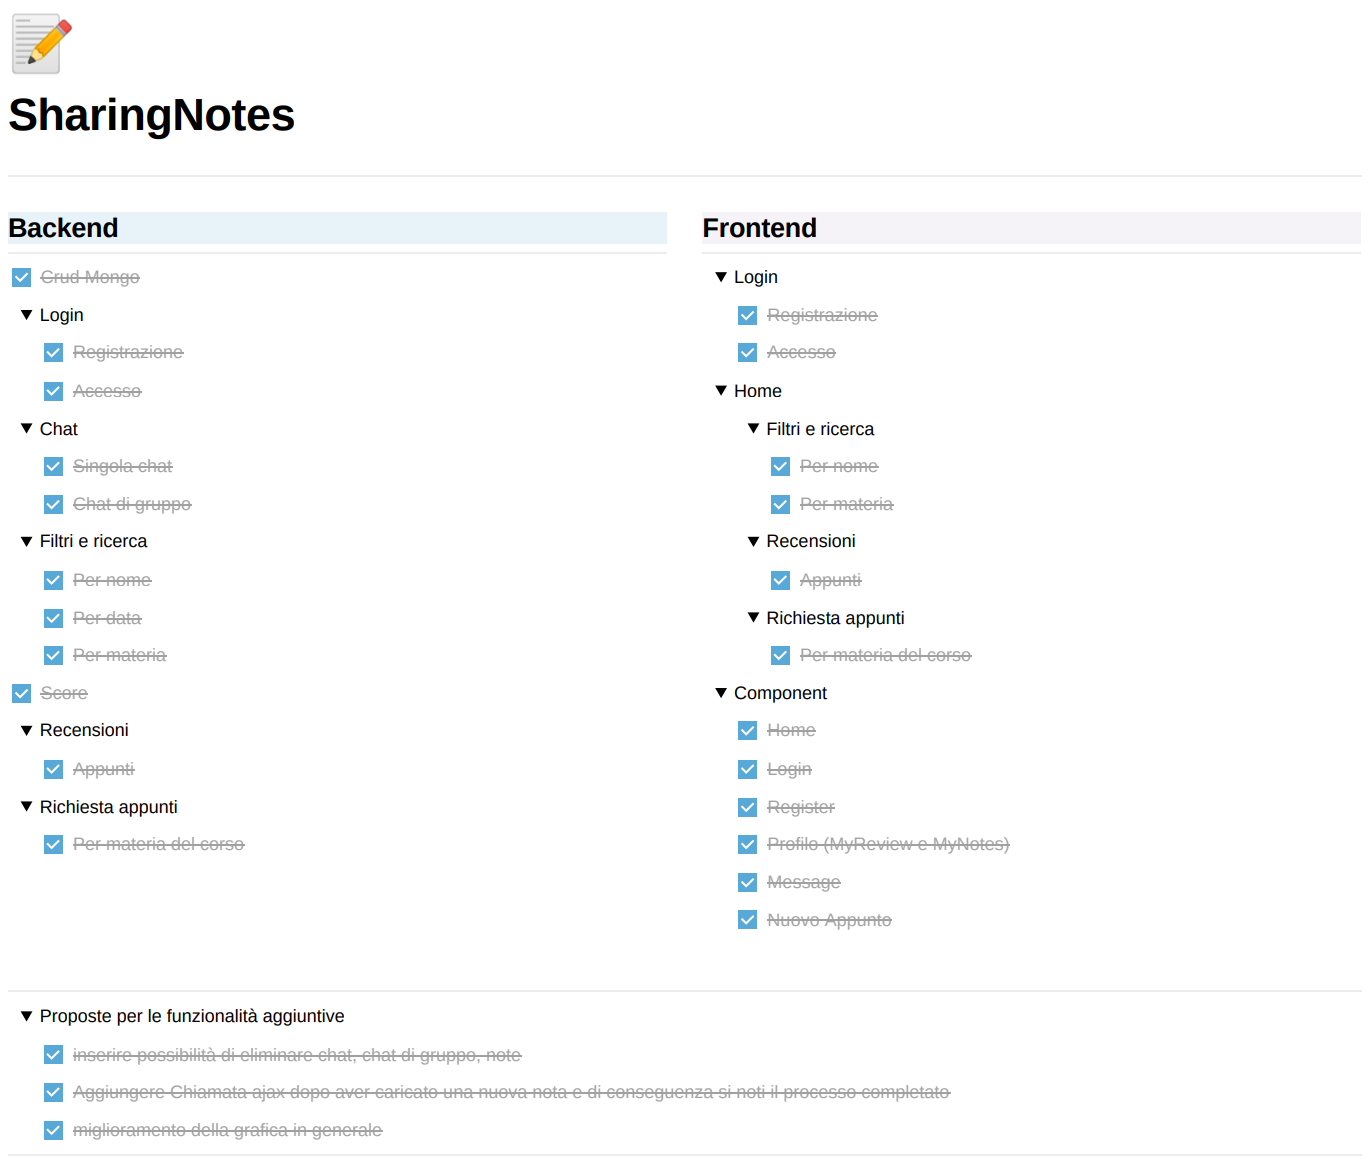 SharingNotes
Backend
Crud Mongo
Login
Registrazione
Accesso
Chat
Singola chat
Chat di gruppo
Filtri e ricerca
Per nome
Per data
Per materia
Score
Recensioni
Appunti
Richiesta appunti
Per materia del corso
Frontend
Login
Registrazione
Accesso
Home
Filtri e ricerca
Per nome
Per materia
Recensioni
Appunti
Richiesta appunti
Per materia del corso
Component
Home
Login
Register
Profilo (MyReview e MyNotes)
Message
Nuovo Appunto
Proposte per le funzionalità aggiuntive
inserire possibilità di eliminare chat, chat di gruppo, note
Aggiungere Chiamata ajax dopo aver caricato una nuova nota e di conseguenza si noti il processo completato
miglioramento della grafica in generale